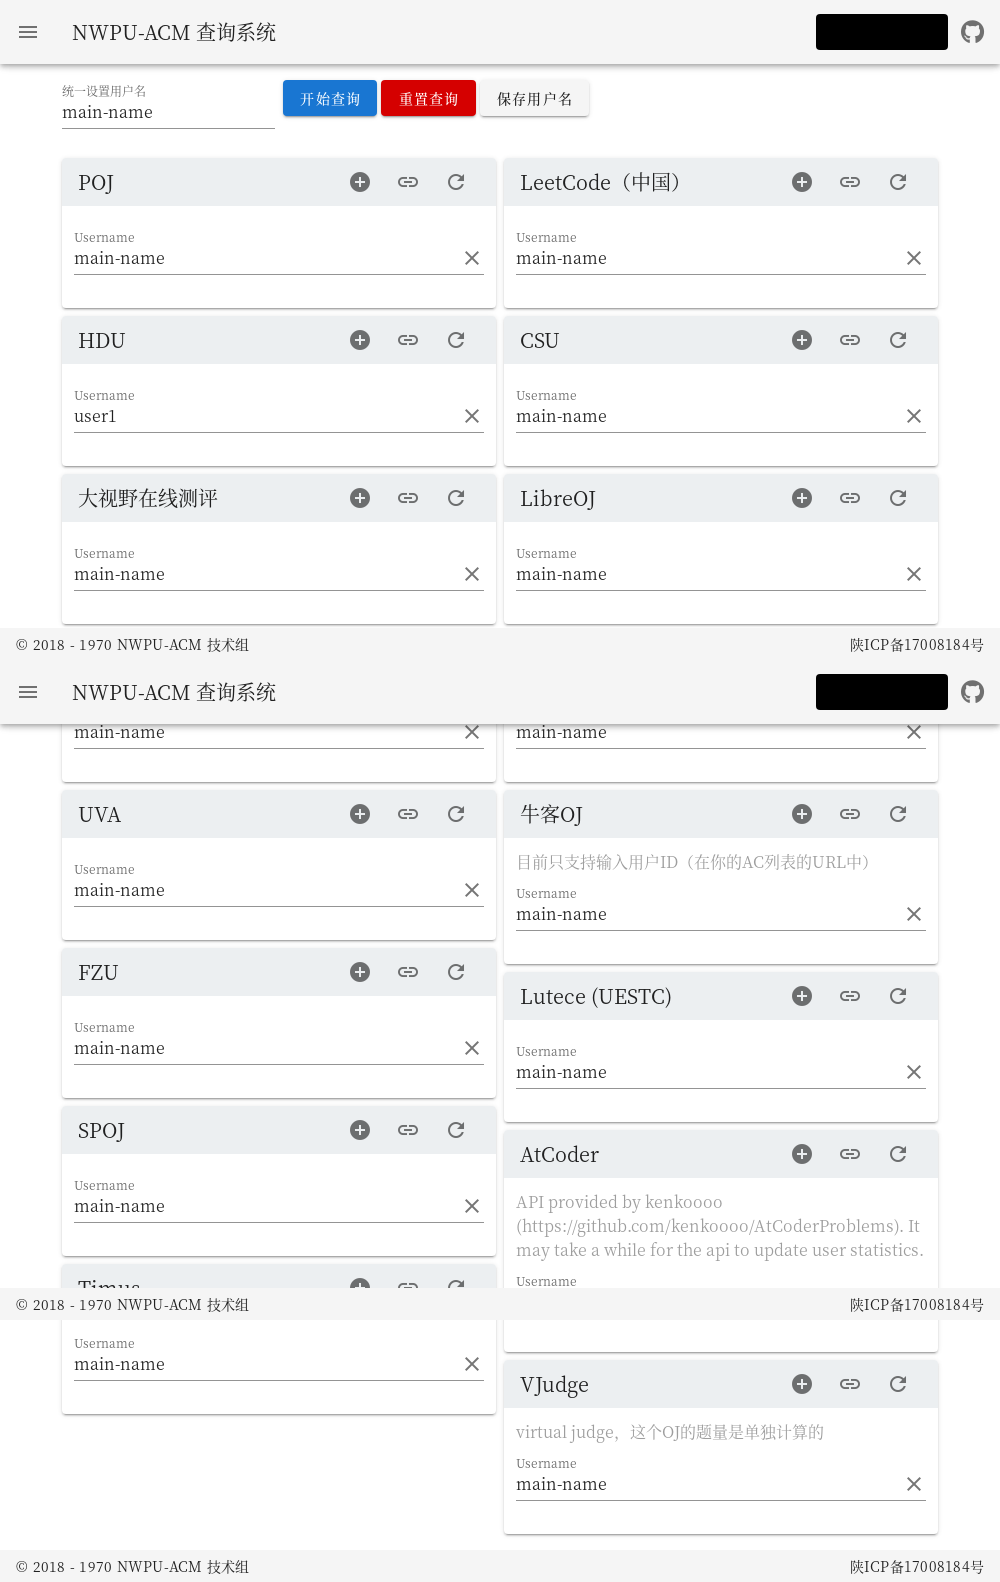 NWPU-ACM 查询系统
统一设置用户名
main-name
开始查询
重置查询
保存用户名
POJ
Username
main-name
LeetCode（中国）
Username
main-name
HDU
Username
user1
CSU
Username
main-name
大视野在线测评
Username
main-name
LibreOJ
Username
main-name
© 2018 - 1970 NWPU-ACM 技术组
陕ICP备17008184号
NWPU-ACM 查询系统
main-name
main-name
UVA
Username
main-name
牛客OJ
目前只支持输入用户ID（在你的AC列表的URL中）
Username
main-name
FZU
Username
main-name
Lutece (UESTC)
Username
main-name
SPOJ
Username
main-name
AtCoder
API provided by kenkoooo
(https://github.com/kenkoooo/AtCoderProblems). It
may take a while for the api to update user statistics.
Username
Timus
© 2018 - 1970 NWPU-ACM 技术组
陕ICP备17008184号
Username
main-name
VJudge
virtual judge，这个OJ的题量是单独计算的
Username
main-name
© 2018 - 1970 NWPU-ACM 技术组
陕ICP备17008184号